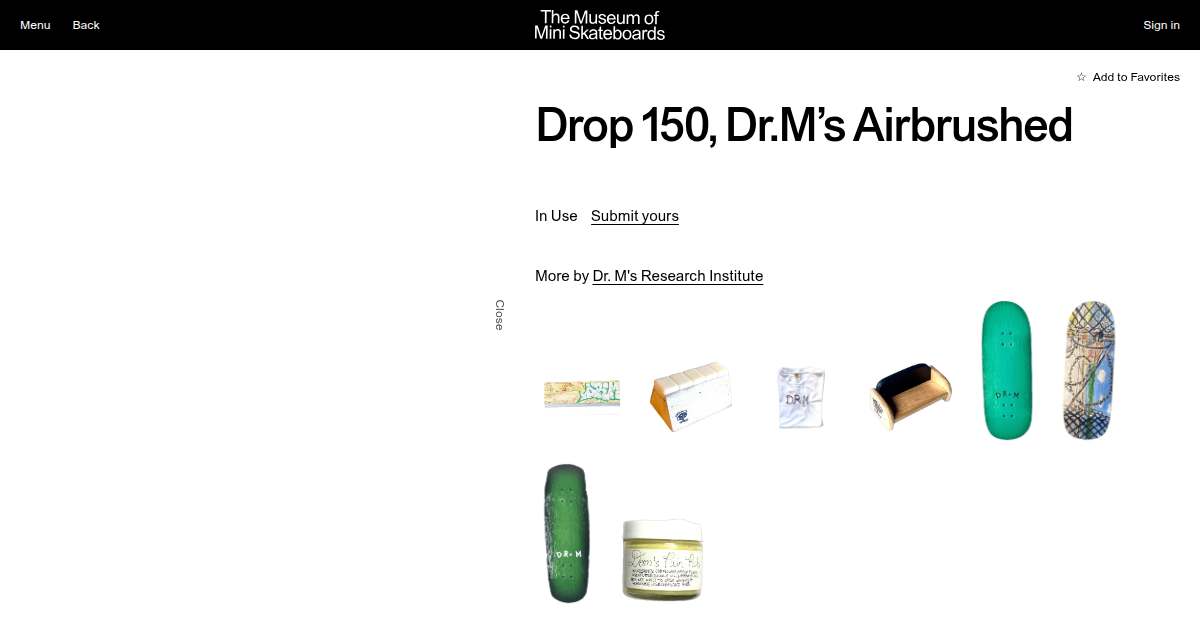 Menu
Back
The Museum of
Mini Skateboards
Sign in
☆ Add to Favorites
Drop 150, Dr.M’s Airbrushed
In Use Submit yours
More by Dr. M's Research Institute
Close
DR.M
DR.M
DR.M